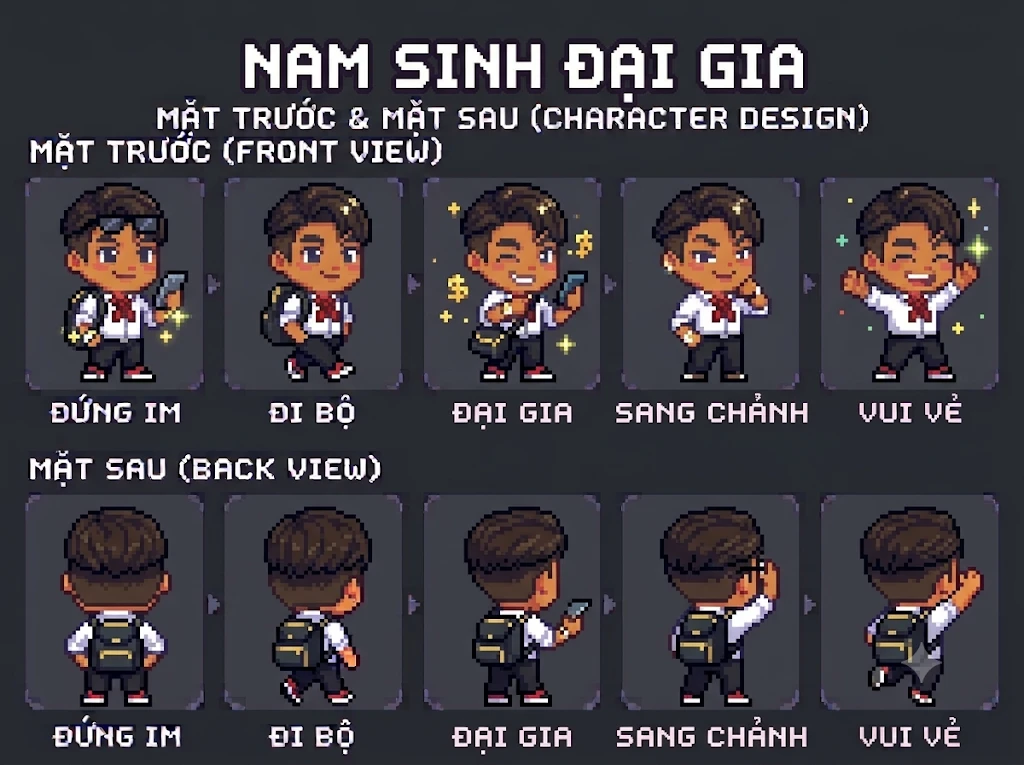 NAM SINH ĐẠI GIA
MẶT TRƯỚC & MẶT SAU (CHARACTER DESIGN)
MẶT TRƯỚC (FRONT VIEW)
$ $
ĐỨNG IM ĐI BỘ ĐẠI GIA SANG CHẢNH VUI VẺ
MẶT SAU (BACK VIEW)
ĐỨNG IM ĐI BỘ ĐẠI GIA SANG CHẢNH VUI VẺ